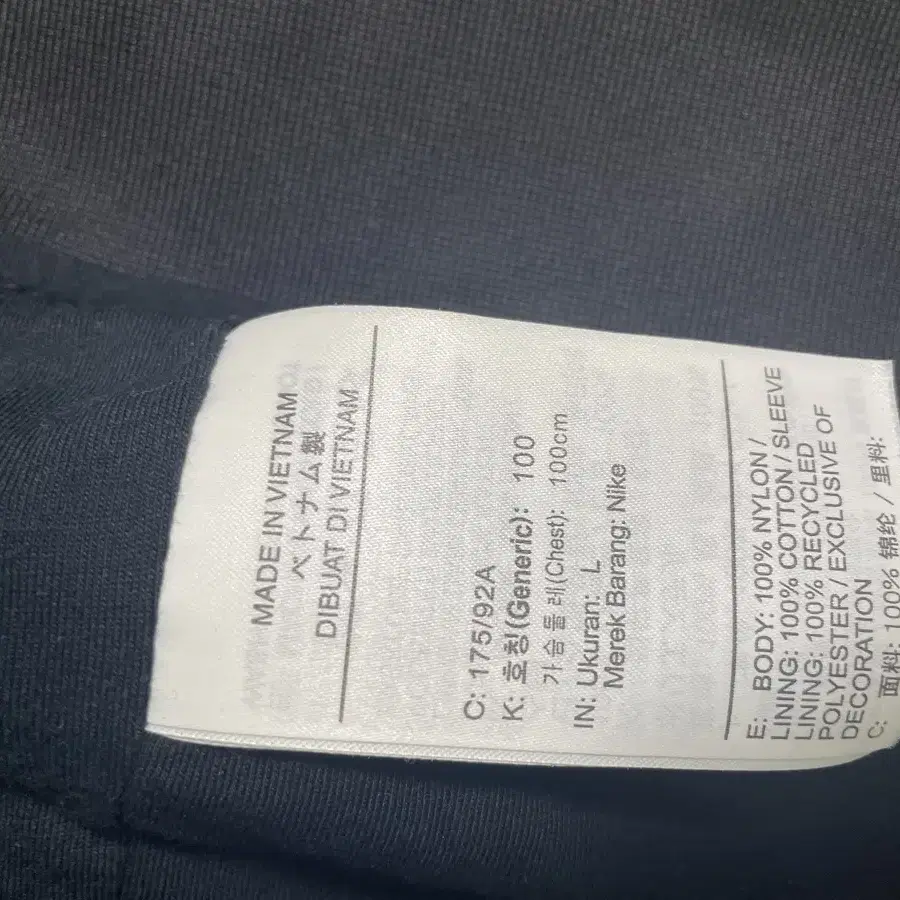 MADE IN VIETNAM
ベトナム製
DIBUAT DI VIETNAM
C: 175/92A
K: 호칭(Generic): 100
가슴둘레(Chest): 100cm
IN: Ukuran: L
Merek Barang: Nike
E: BODY: 100% NYLON /
LINING: 100% COTTON / SLEEVE
LINING: 100% RECYCLED
POLYESTER / EXCLUSIVE OF
DECORATION
C: 面料: 100% 锦纶 / 里料: